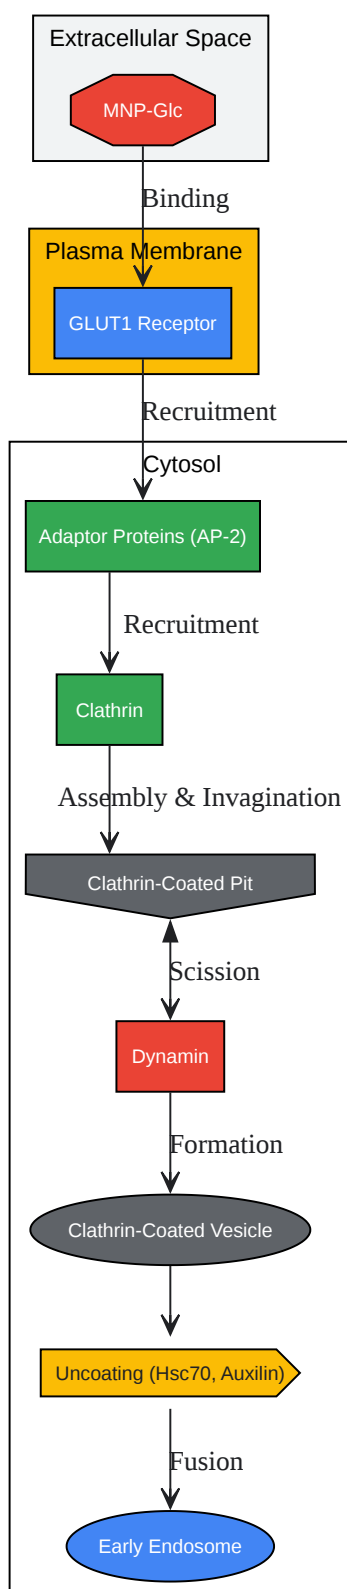 Extracellular Space
MNP-Glc
Binding
Plasma Membrane
GLUT1 Receptor
Recruitment
Cytosol
Adaptor Proteins (AP-2)
Recruitment
Clathrin
Assembly & Invagination
Clathrin-Coated Pit
Scission
Dynamin
Formation
Clathrin-Coated Vesicle
Uncoating (Hsc70, Auxilin)
Fusion
Early Endosome